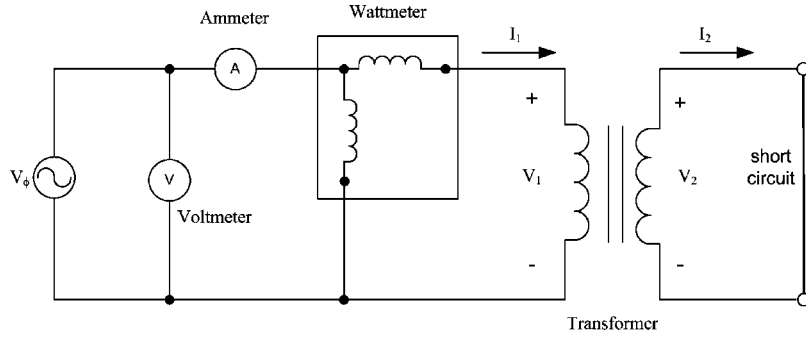 Ammeter
Wattmeter
I1
I2
A
+
+
Vϕ
V
V1
V2
short
circuit
Voltmeter
-
-
Transformer